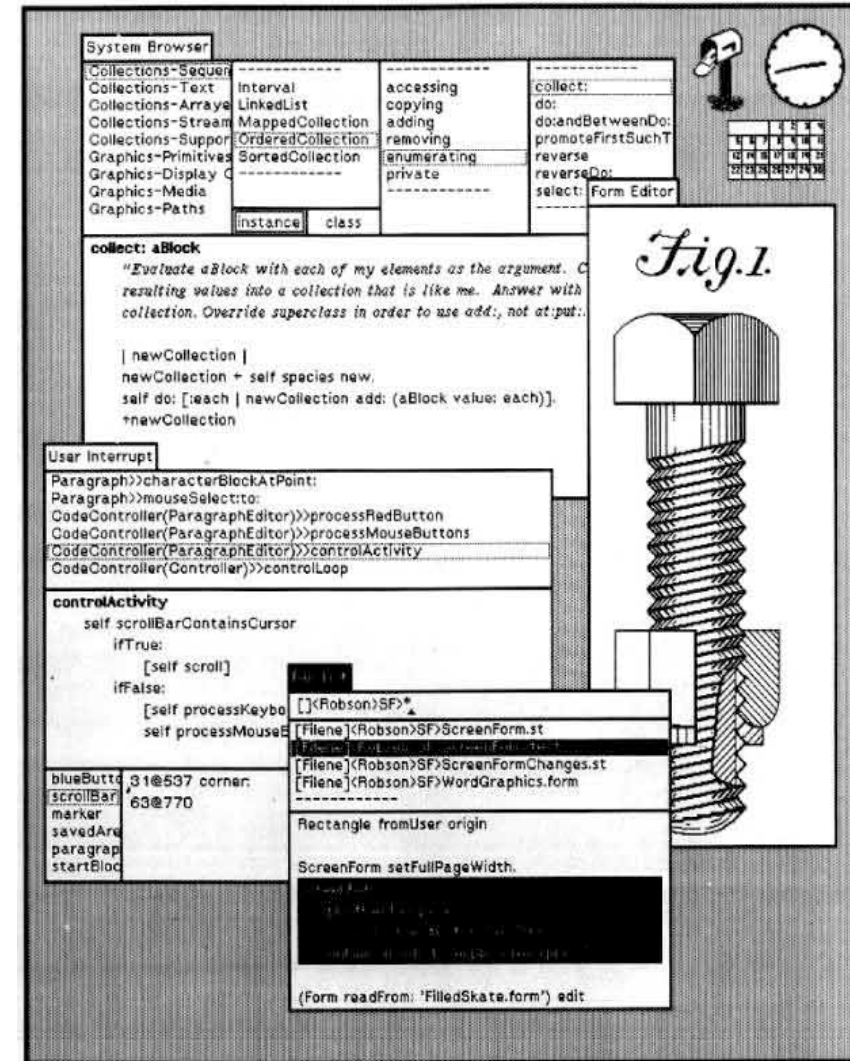 System Browser
Collections-Sequen
Collections-Text
Collections-Arraye
Collections-Stream
Collections-Suppor
Graphics-Primitives
Graphics-Display C
Graphics-Media
Graphics-Paths
------------
Interval
LinkedList
MappedCollection
OrderedCollection
SortedCollection
------------
instance class
------------
accessing
copying
adding
removing
enumerating
private
------------
------------
collect:
do:
do:andBetweenDo:
promoteFirstSuchT
reverse
reverseDo:
select:
collect: aBlock
"Evaluate aBlock with each of my elements as the argument. C
resulting values into a collection that is like me. Answer with
collection. Override superclass in order to use add:, not at:put:.
| newCollection |
newCollection ← self species new.
self do: [:each | newCollection add: (aBlock value: each)].
↑newCollection
Form Editor
Fig.1.
User Interrupt
Paragraph>>characterBlockAtPoint:
Paragraph>>mouseSelect:to:
CodeController(ParagraphEditor)>>processRedButton
CodeController(ParagraphEditor)>>processMouseButtons
CodeController(ParagraphEditor)>>controlActivity
CodeController(Controller)>>controlLoop
controlActivity
self scrollBarContainsCursor
ifTrue:
[self scroll]
ifFalse:
[self processKeybo
self processMouseB
blueButto
scrollBar
marker
savedAre
paragrap
startBloc
31@537 corner:
63@770
[]<Robson>SF>*
[Filene]<Robson>SF>ScreenForm.st
[Filene]<Robson>SF>ScreenFormChanges.st
[Filene]<Robson>SF>WordGraphics.form
------------
Rectangle fromUser origin
ScreenForm setFullPageWidth.
(Form readFrom: 'FilledSkate.form') edit